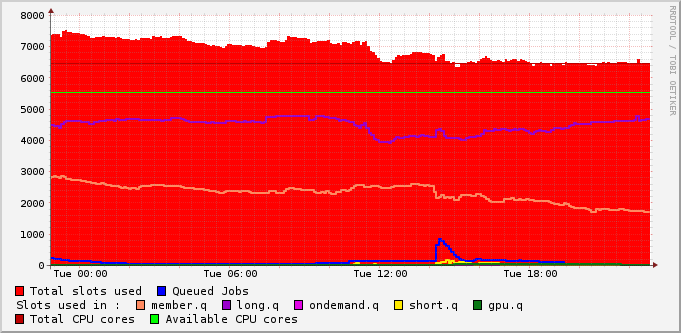 8000
7000
6000
5000
4000
3000
2000
1000
0
Tue 00:00 Tue 06:00 Tue 12:00 Tue 18:00
Total slots used Queued Jobs
Slots used in : member.q long.q ondemand.q short.q gpu.q
Total CPU cores Available CPU cores
RRDTOOL / TOBI OETIKER